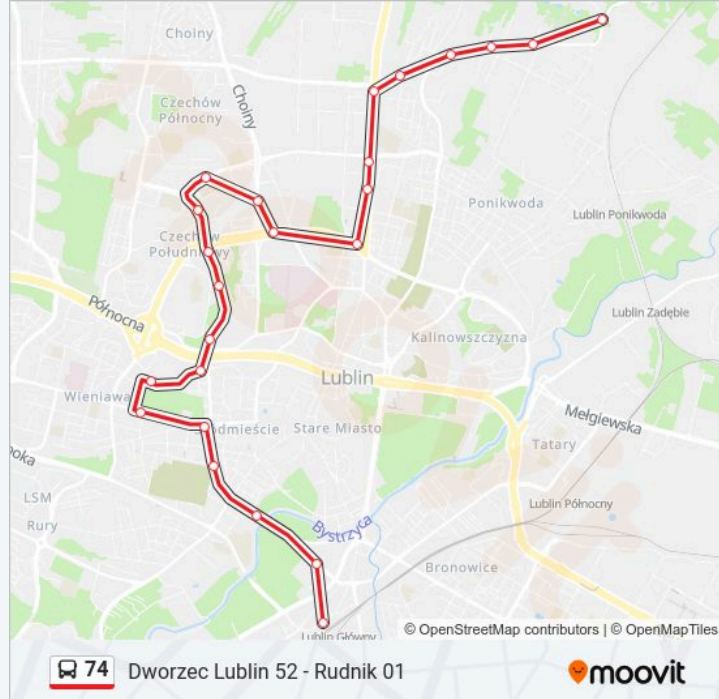 Choiny
Czechów
Północny
Choiny
Ponikwoda
Lublin Ponikwoda
Czechów
Południowy
Północna
Lublin Zadębie
Kalinowszczyzna
Lublin
Wieniawa
Mełgiewska
Śródmieście
Stare Miasto
Tatary
LSM
Rury
Lublin Północny
Bystrzyca
Bronowice
Lublin Główny
© OpenStreetMap contributors | © OpenMapTiles
74 Dworzec Lublin 52 - Rudnik 01
moovit